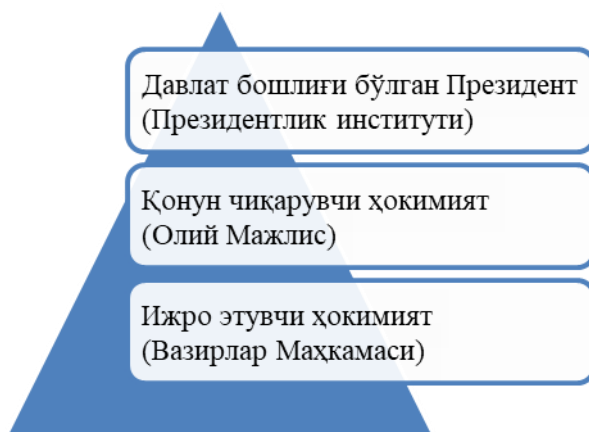 Давлат бошлиғи бўлган Президент
(Президентлик институти)
Қонун чиқарувчи ҳокимият
(Олий Мажлис)
Ижро этувчи ҳокимият
(Вазирлар Маҳкамаси)